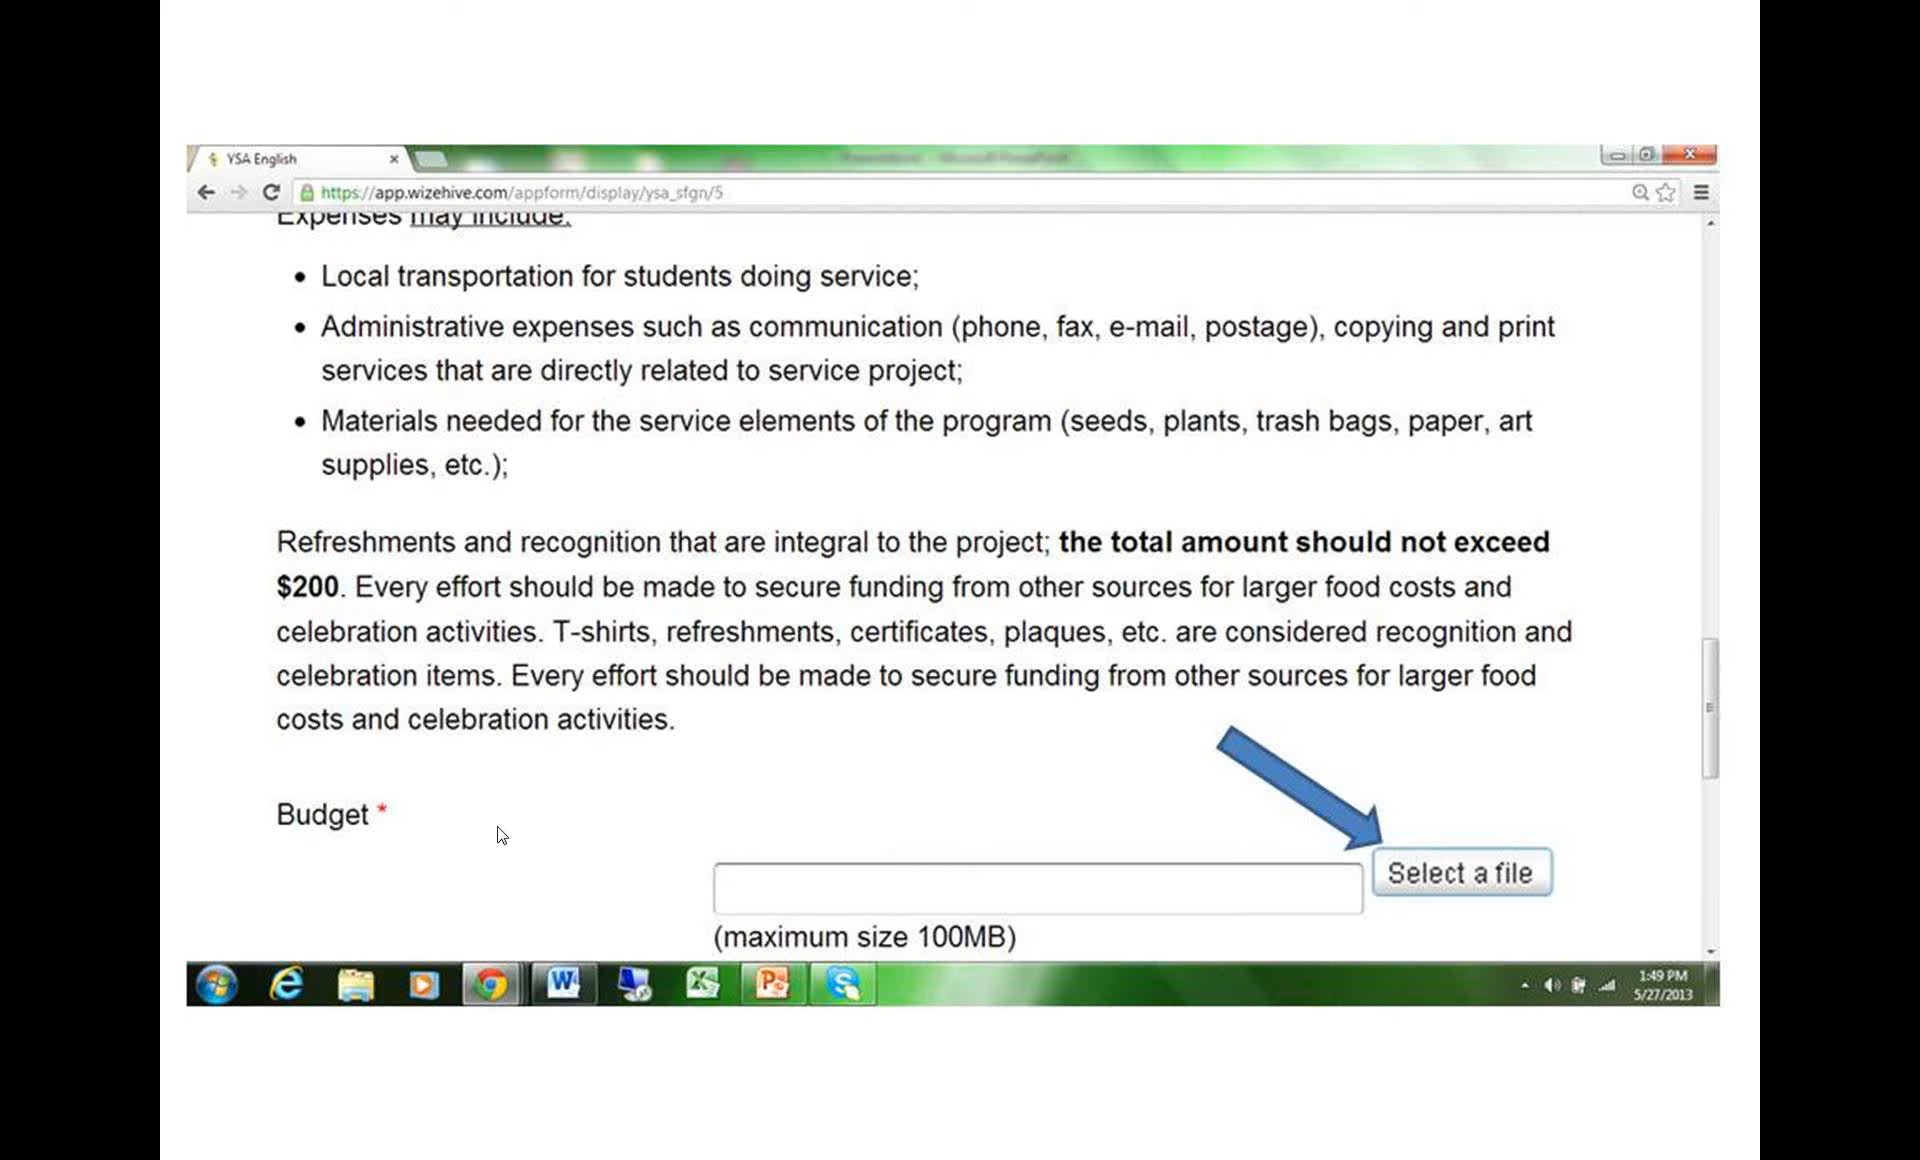 YSA English
https://app.wizehive.com/appform/display/ysa_sfgn/5
Expenses may include:
• Local transportation for students doing service;
• Administrative expenses such as communication (phone, fax, e-mail, postage), copying and print
services that are directly related to service project;
• Materials needed for the service elements of the program (seeds, plants, trash bags, paper, art
supplies, etc.);
Refreshments and recognition that are integral to the project; the total amount should not exceed
$200. Every effort should be made to secure funding from other sources for larger food costs and
celebration activities. T-shirts, refreshments, certificates, plaques, etc. are considered recognition and
celebration items. Every effort should be made to secure funding from other sources for larger food
costs and celebration activities.
Budget *
Select a file
(maximum size 100MB)
1:49 PM
5/27/2013